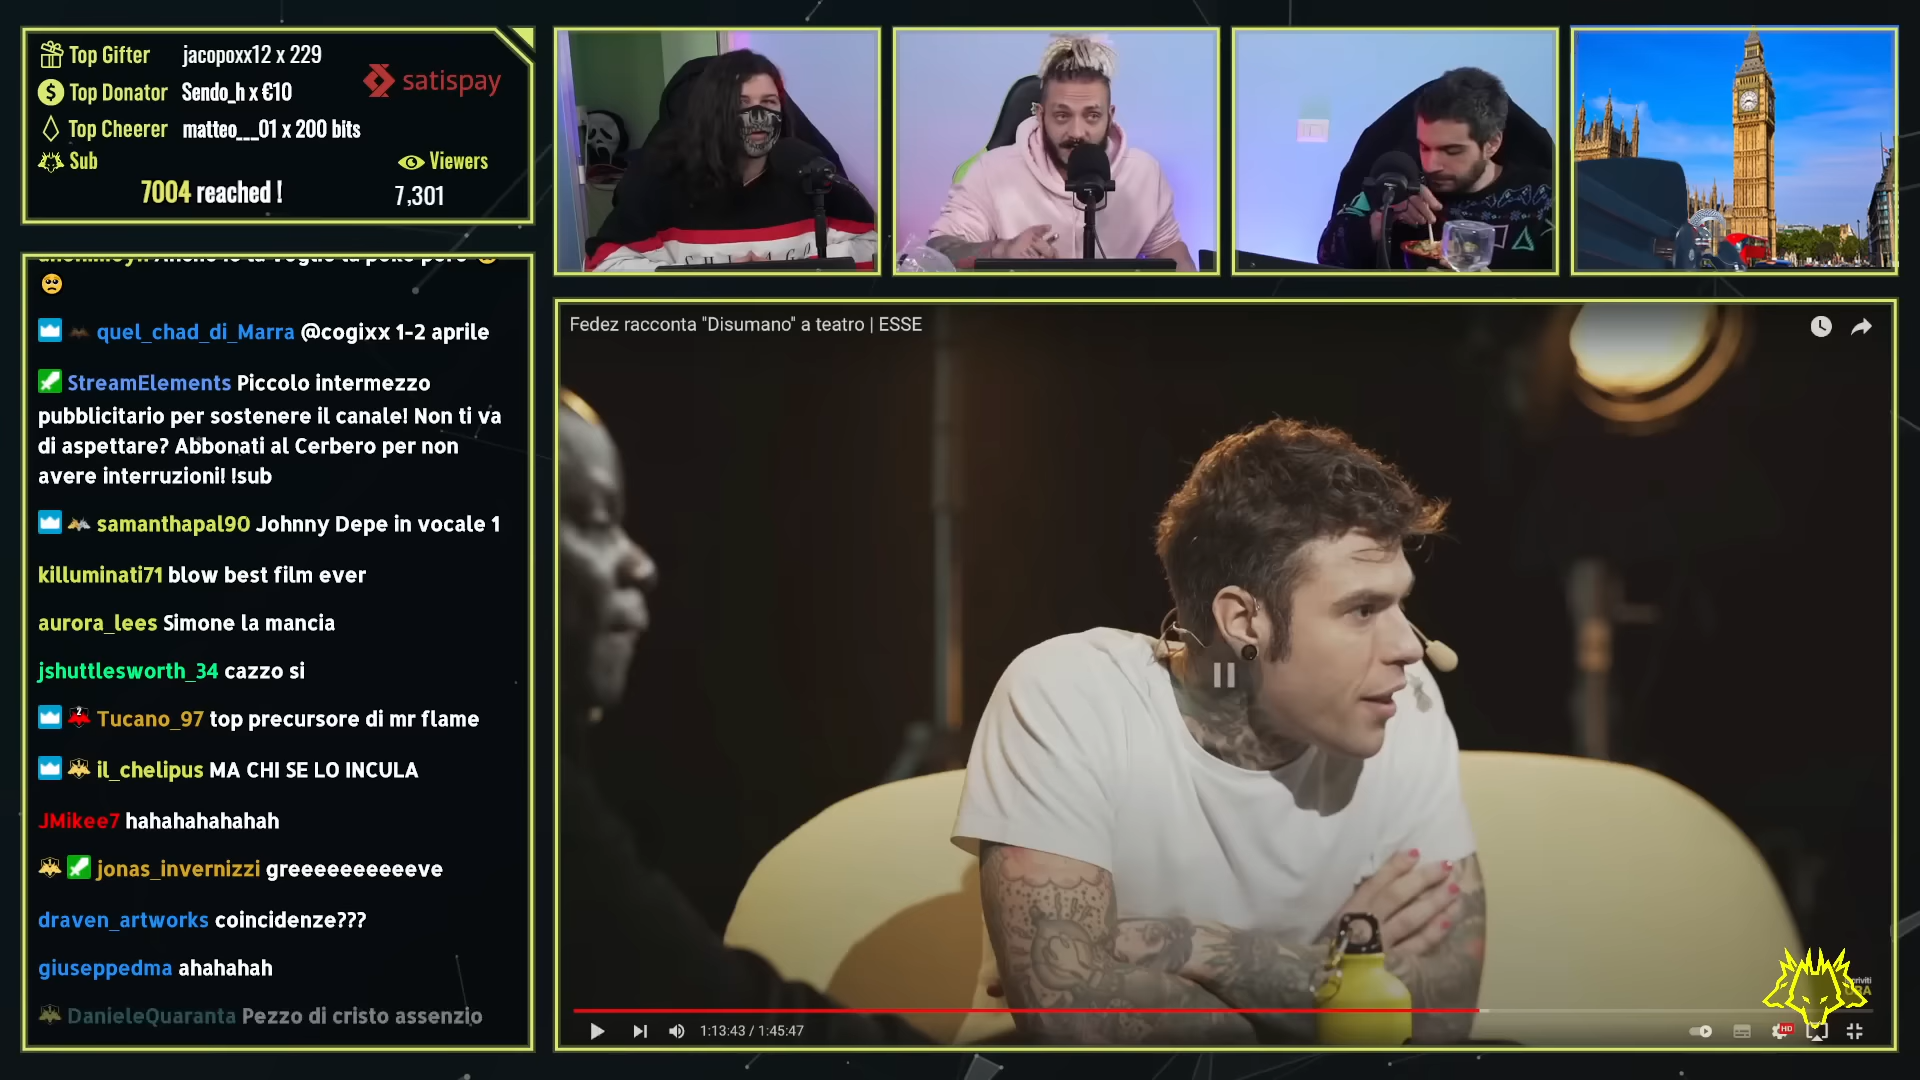 Top Gifter jacopoxx12 x 229
satispay
Top Donator Sendo_h x €10
Top Cheerer matteo___01 x 200 bits
Sub
Viewers
7004 reached !
7,301
quel_chad_di_Marra @cogixx 1-2 aprile
StreamElements Piccolo intermezzo
pubblicitario per sostenere il canale! Non ti va
di aspettare? Abbonati al Cerbero per non
avere interruzioni! !sub
samanthapal90 Johnny Depe in vocale 1
killuminati71 blow best film ever
aurora_lees Simone la mancia
jshuttlesworth_34 cazzo si
2
Tucano_97 top precursore di mr flame
il_chelipus MA CHI SE LO INCULA
JMikee7 hahahahahahah
jonas_invernizzi greeeeeeeeeeve
draven_artworks coincidenze???
giuseppedma ahahahah
DanieleQuaranta Pezzo di cristo assenzio
Fedez racconta "Disumano" a teatro | ESSE
1:13:43 / 1:45:47
HD